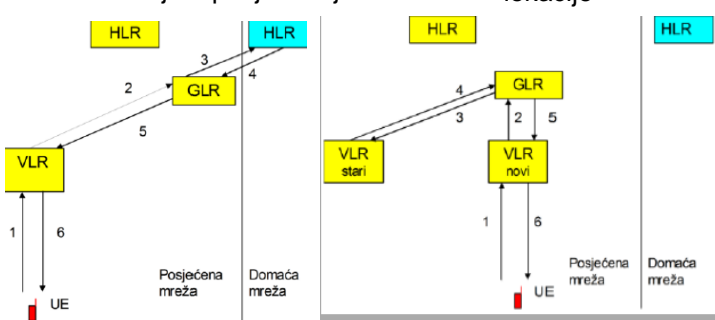 lokacije
HLR
HLR
3
4
2
GLR
5
VLR
1
6
Posjećena
mreža
Domaća
mreža
UE
HLR
HLR
4
GLR
3
2
5
VLR
stari
VLR
novi
1
6
Posjećena
mreža
Domaća
mreža
UE